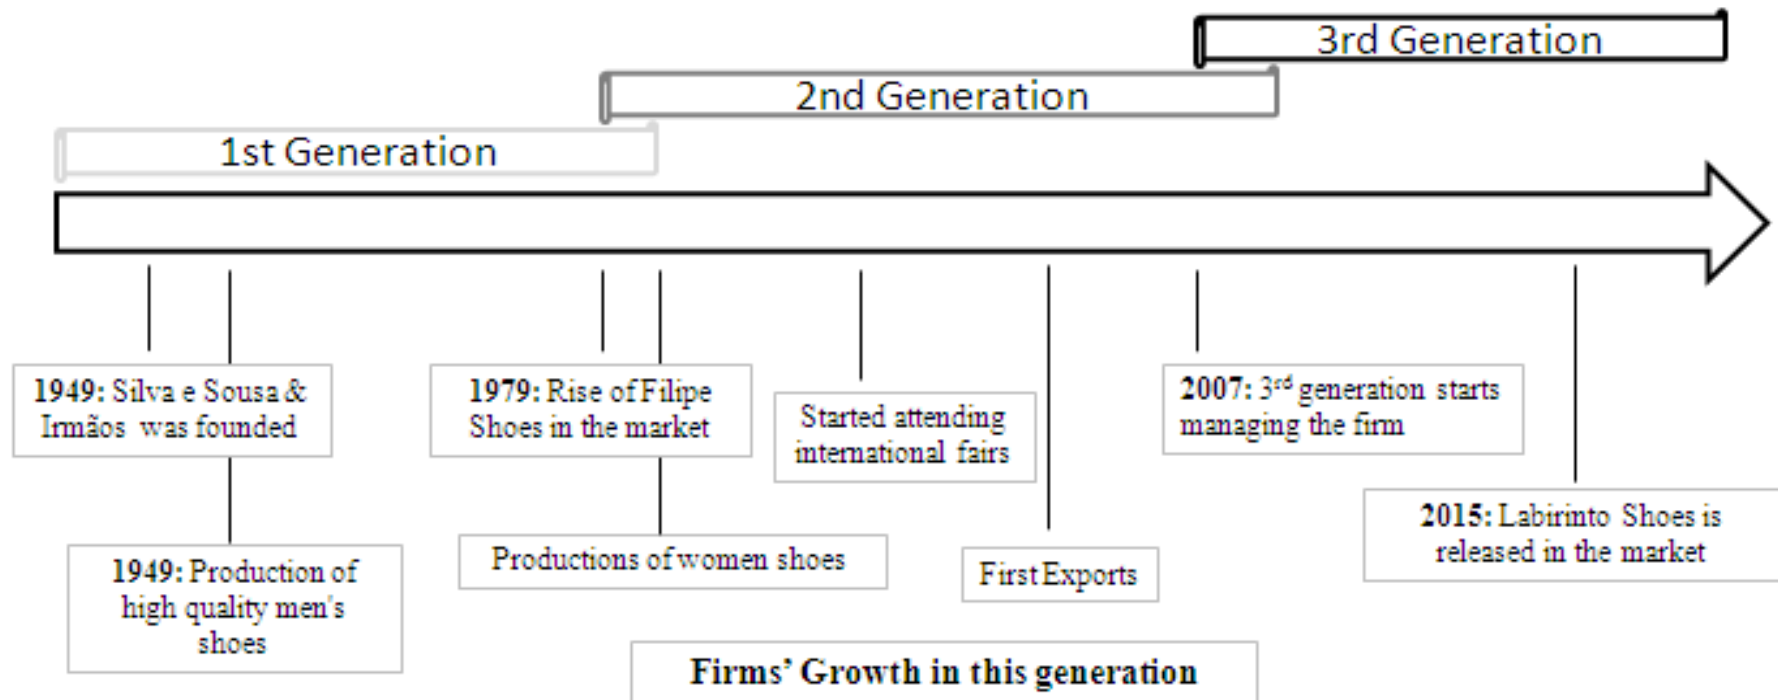 3rd Generation
2nd Generation
1st Generation
1949: Silva e Sousa &
Irmãos was founded
1979: Rise of Filipe
Shoes in the market
Started attending
international fairs
2007: 3rd generation starts
managing the firm
1949: Production of
high quality men's
shoes
Productions of women shoes
First Exports
2015: Labirinto Shoes is
released in the market
Firms’ Growth in this generation